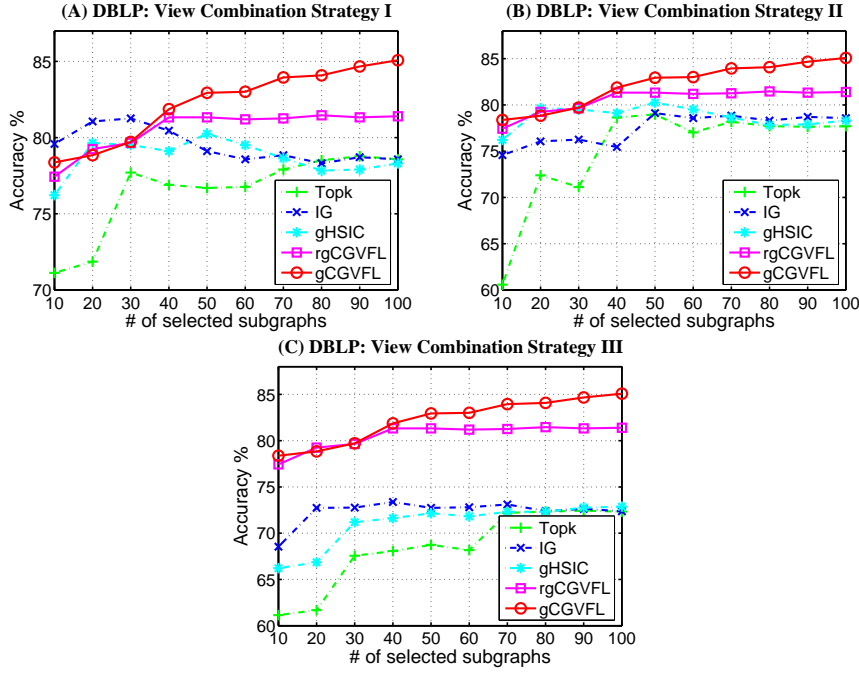 (A) DBLP: View Combination Strategy I
85
80
75
70
Accuracy %
Topk
IG
gHSIC
rgCGVFL
gCGVFL
10 20 30 40 50 60 70 80 90 100
# of selected subgraphs
(B) DBLP: View Combination Strategy II
85
80
75
70
65
60
Accuracy %
Topk
IG
gHSIC
rgCGVFL
gCGVFL
10 20 30 40 50 60 70 80 90 100
# of selected subgraphs
(C) DBLP: View Combination Strategy III
85
80
75
70
65
60
Accuracy %
Topk
IG
gHSIC
rgCGVFL
gCGVFL
10 20 30 40 50 60 70 80 90 100
# of selected subgraphs